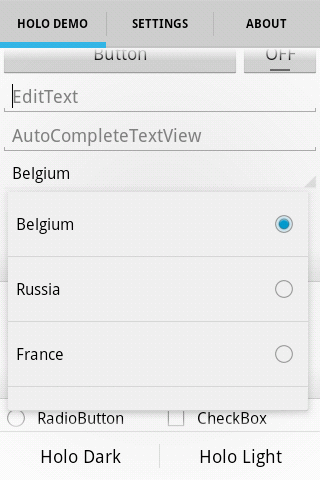 HOLO DEMO SETTINGS ABOUT
Button OFF
EditText
AutoCompleteTextView
Belgium
Belgium
Russia
France
RadioButton CheckBox
Holo Dark Holo Light